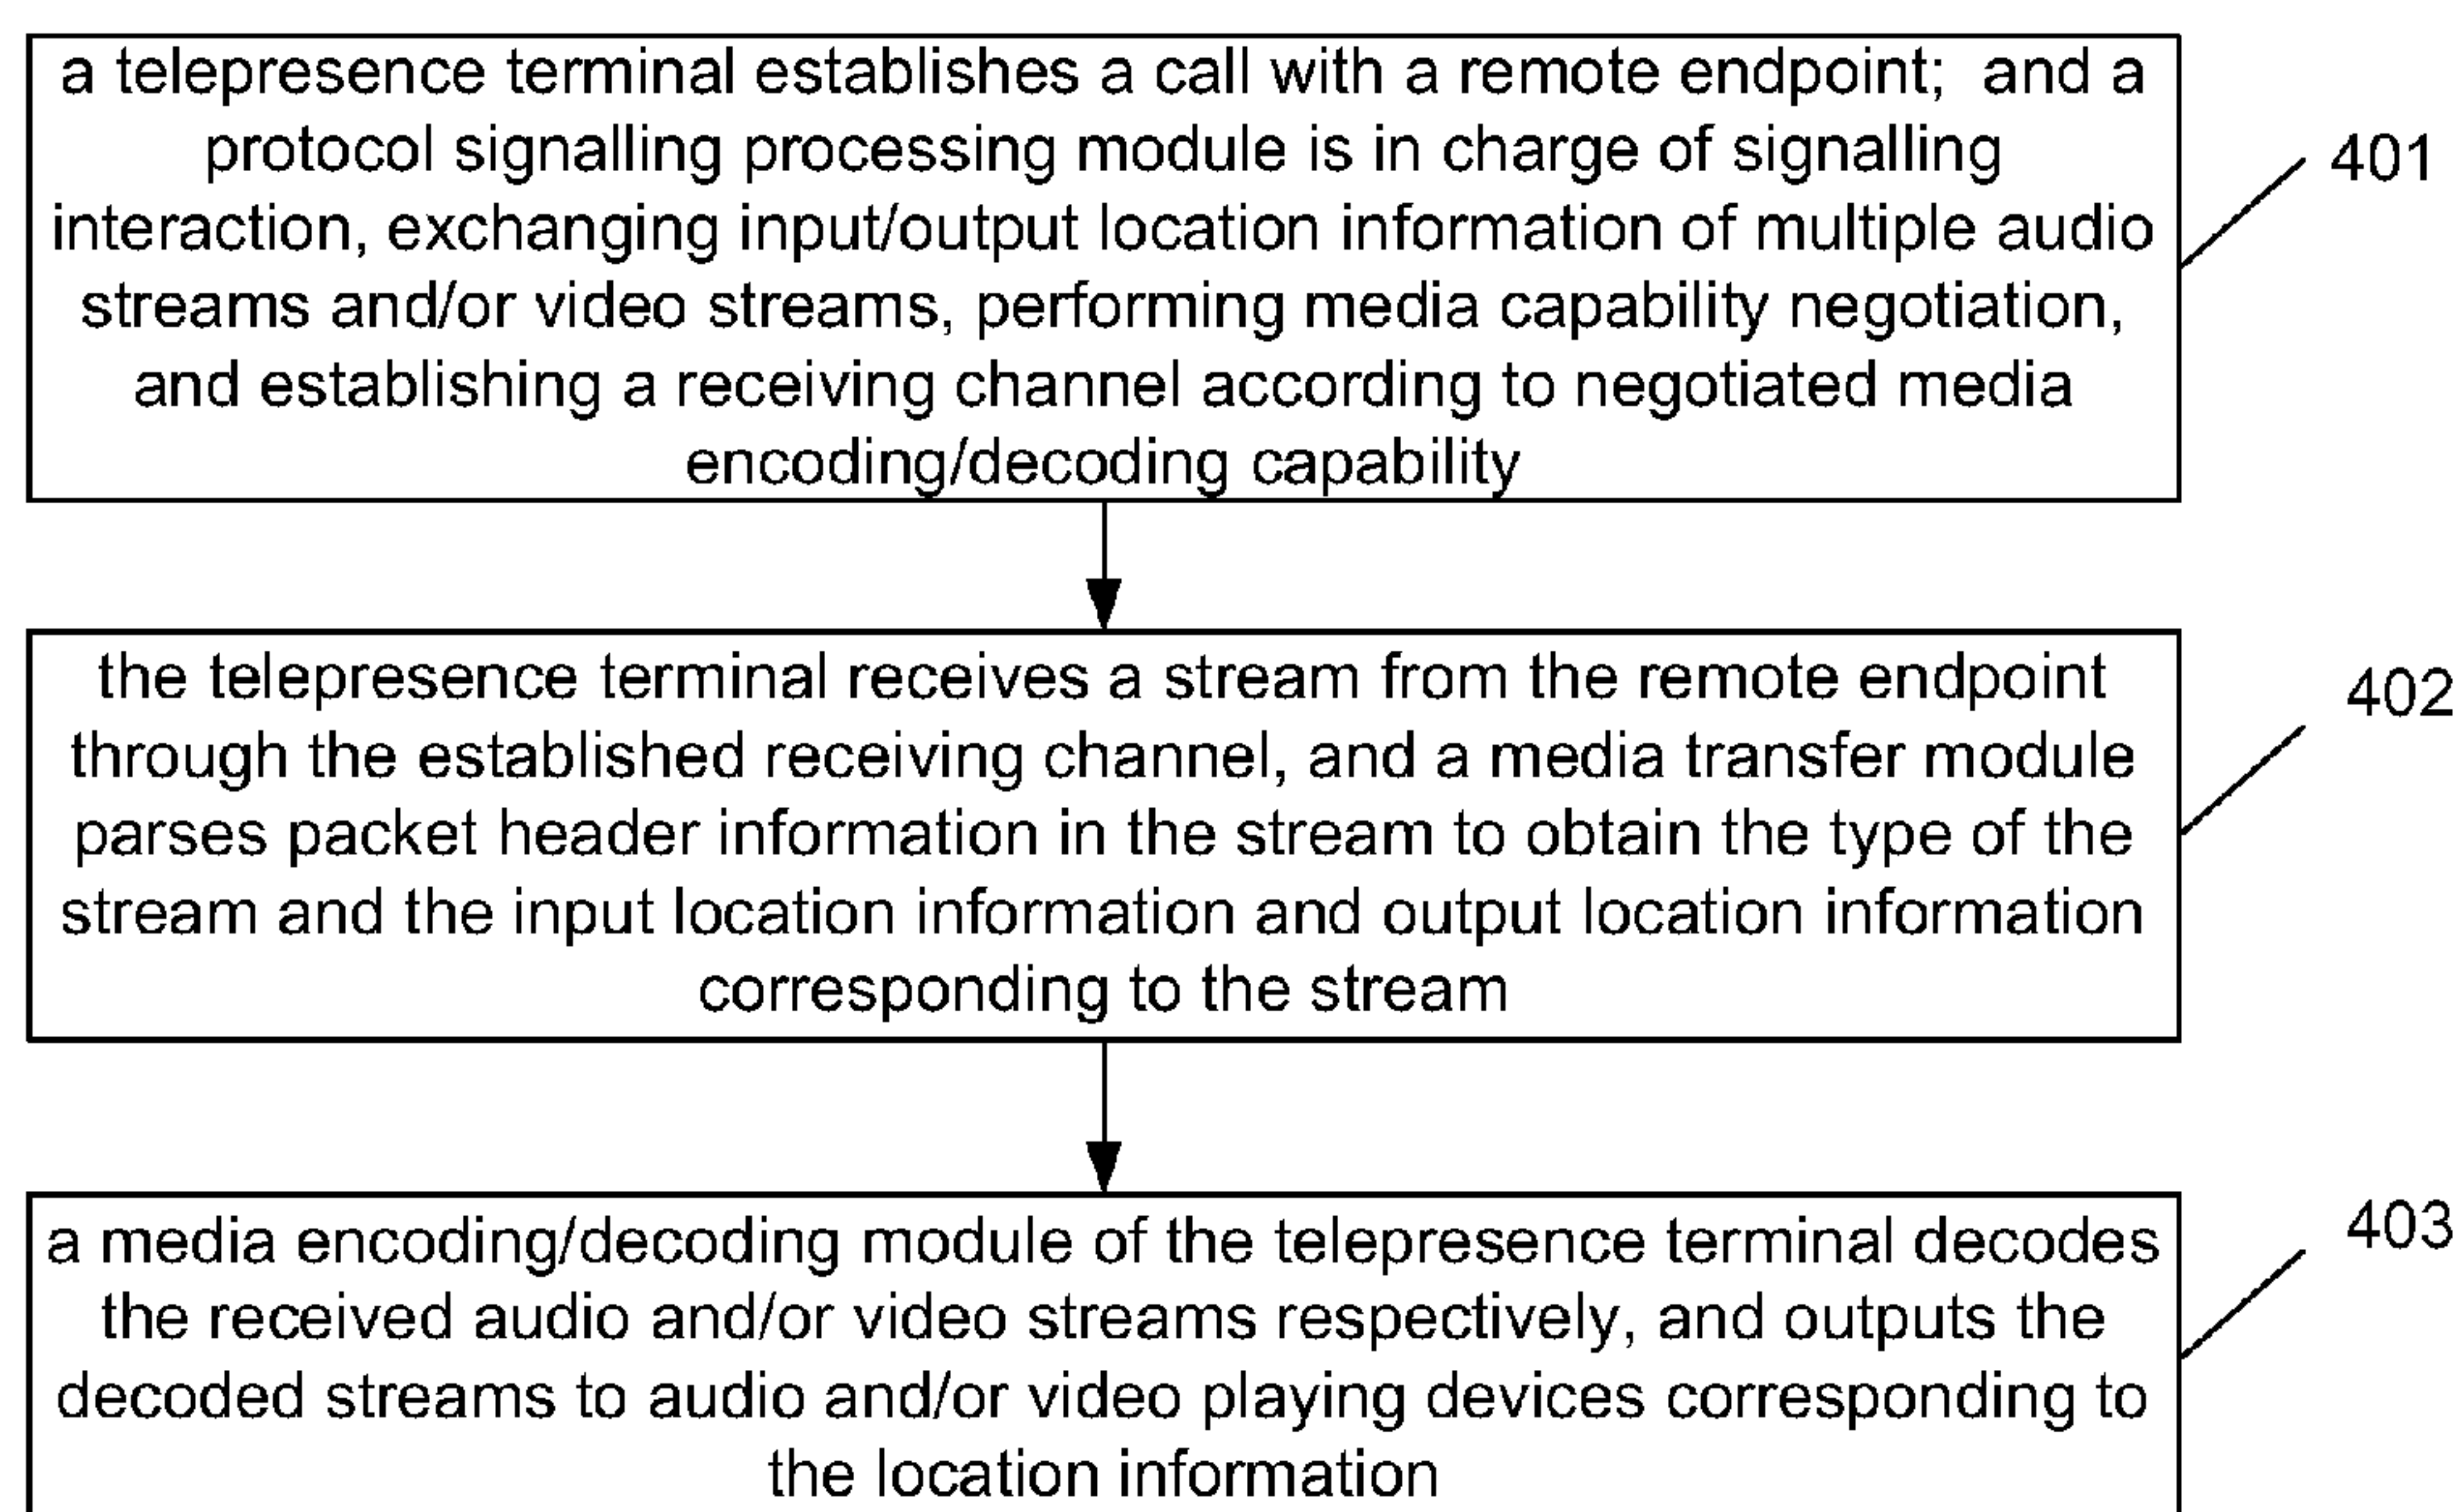 a telepresence terminal establishes a call with a remote endpoint; and a
protocol signalling processing module is in charge of signalling
interaction, exchanging input/output location information of multiple audio
streams and/or video streams, performing media capability negotiation,
and establishing a receiving channel according to negotiated media
encoding/decoding capability
401
the telepresence terminal receives a stream from the remote endpoint
through the established receiving channel, and a media transfer module
parses packet header information in the stream to obtain the type of the
stream and the input location information and output location information
corresponding to the stream
402
a media encoding/decoding module of the telepresence terminal decodes
the received audio and/or video streams respectively, and outputs the
decoded streams to audio and/or video playing devices corresponding to
the location information
403